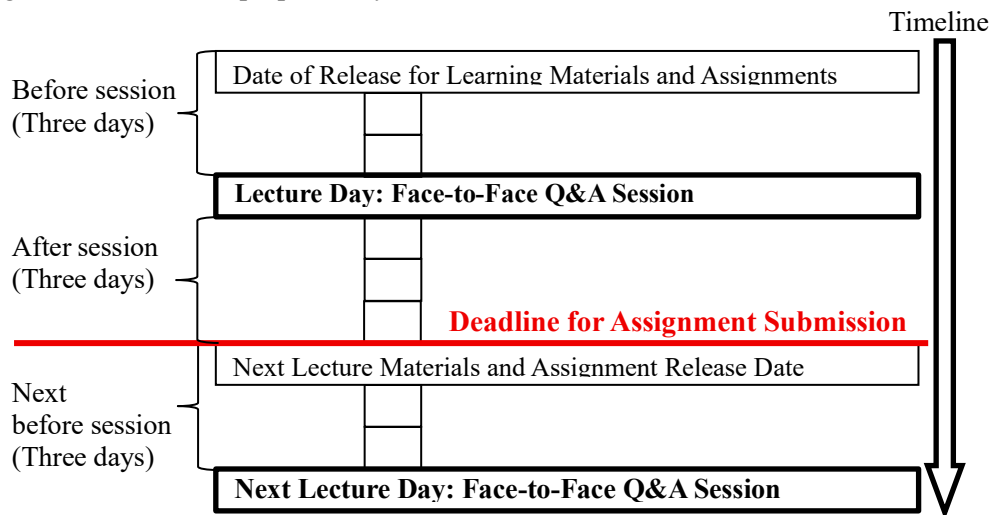 Timeline
Date of Release for Learning Materials and Assignments
Before session
(Three days)
Lecture Day: Face-to-Face Q&A Session
After session
(Three days)
Deadline for Assignment Submission
Next Lecture Materials and Assignment Release Date
Next
before session
(Three days)
Next Lecture Day: Face-to-Face Q&A Session